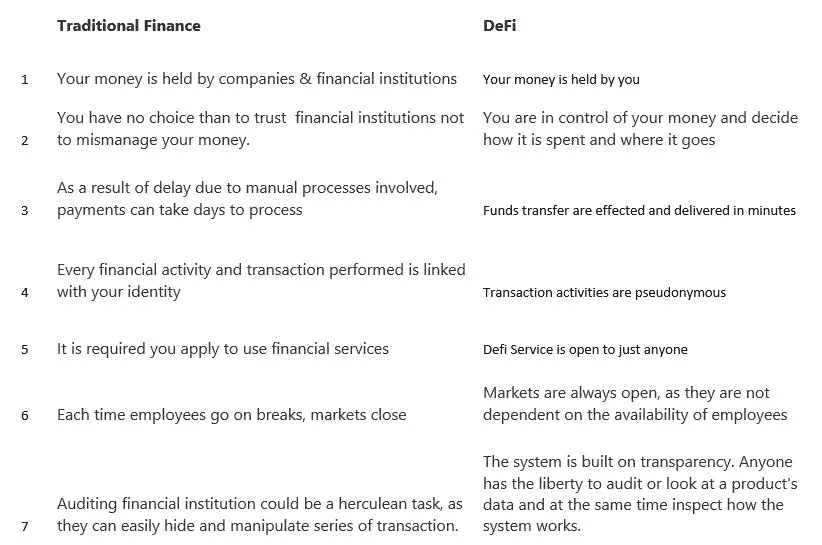 Traditional Finance DeFi
1 Your money is held by companies & financial institutions Your money is held by you
You have no choice than to trust financial institutions not You are in control of your money and decide
2 to mismanage your money. how it is spent and where it goes
As a result of delay due to manual processes involved,
3 payments can take days to process Funds transfer are effected and delivered in minutes
Every financial activity and transaction performed is linked
4 with your identity Transaction activities are pseudonymous
5 It is required you apply to use financial services Defi Service is open to just anyone
Markets are always open, as they are not
6 Each time employees go on breaks, markets close dependent on the availability of employees
The system is built on transparency. Anyone
has the liberty to audit or look at a product's
Auditing financial institution could be a herculean task, as data and at the same time inspect how the
7 they can easily hide and manipulate series of transaction. system works.